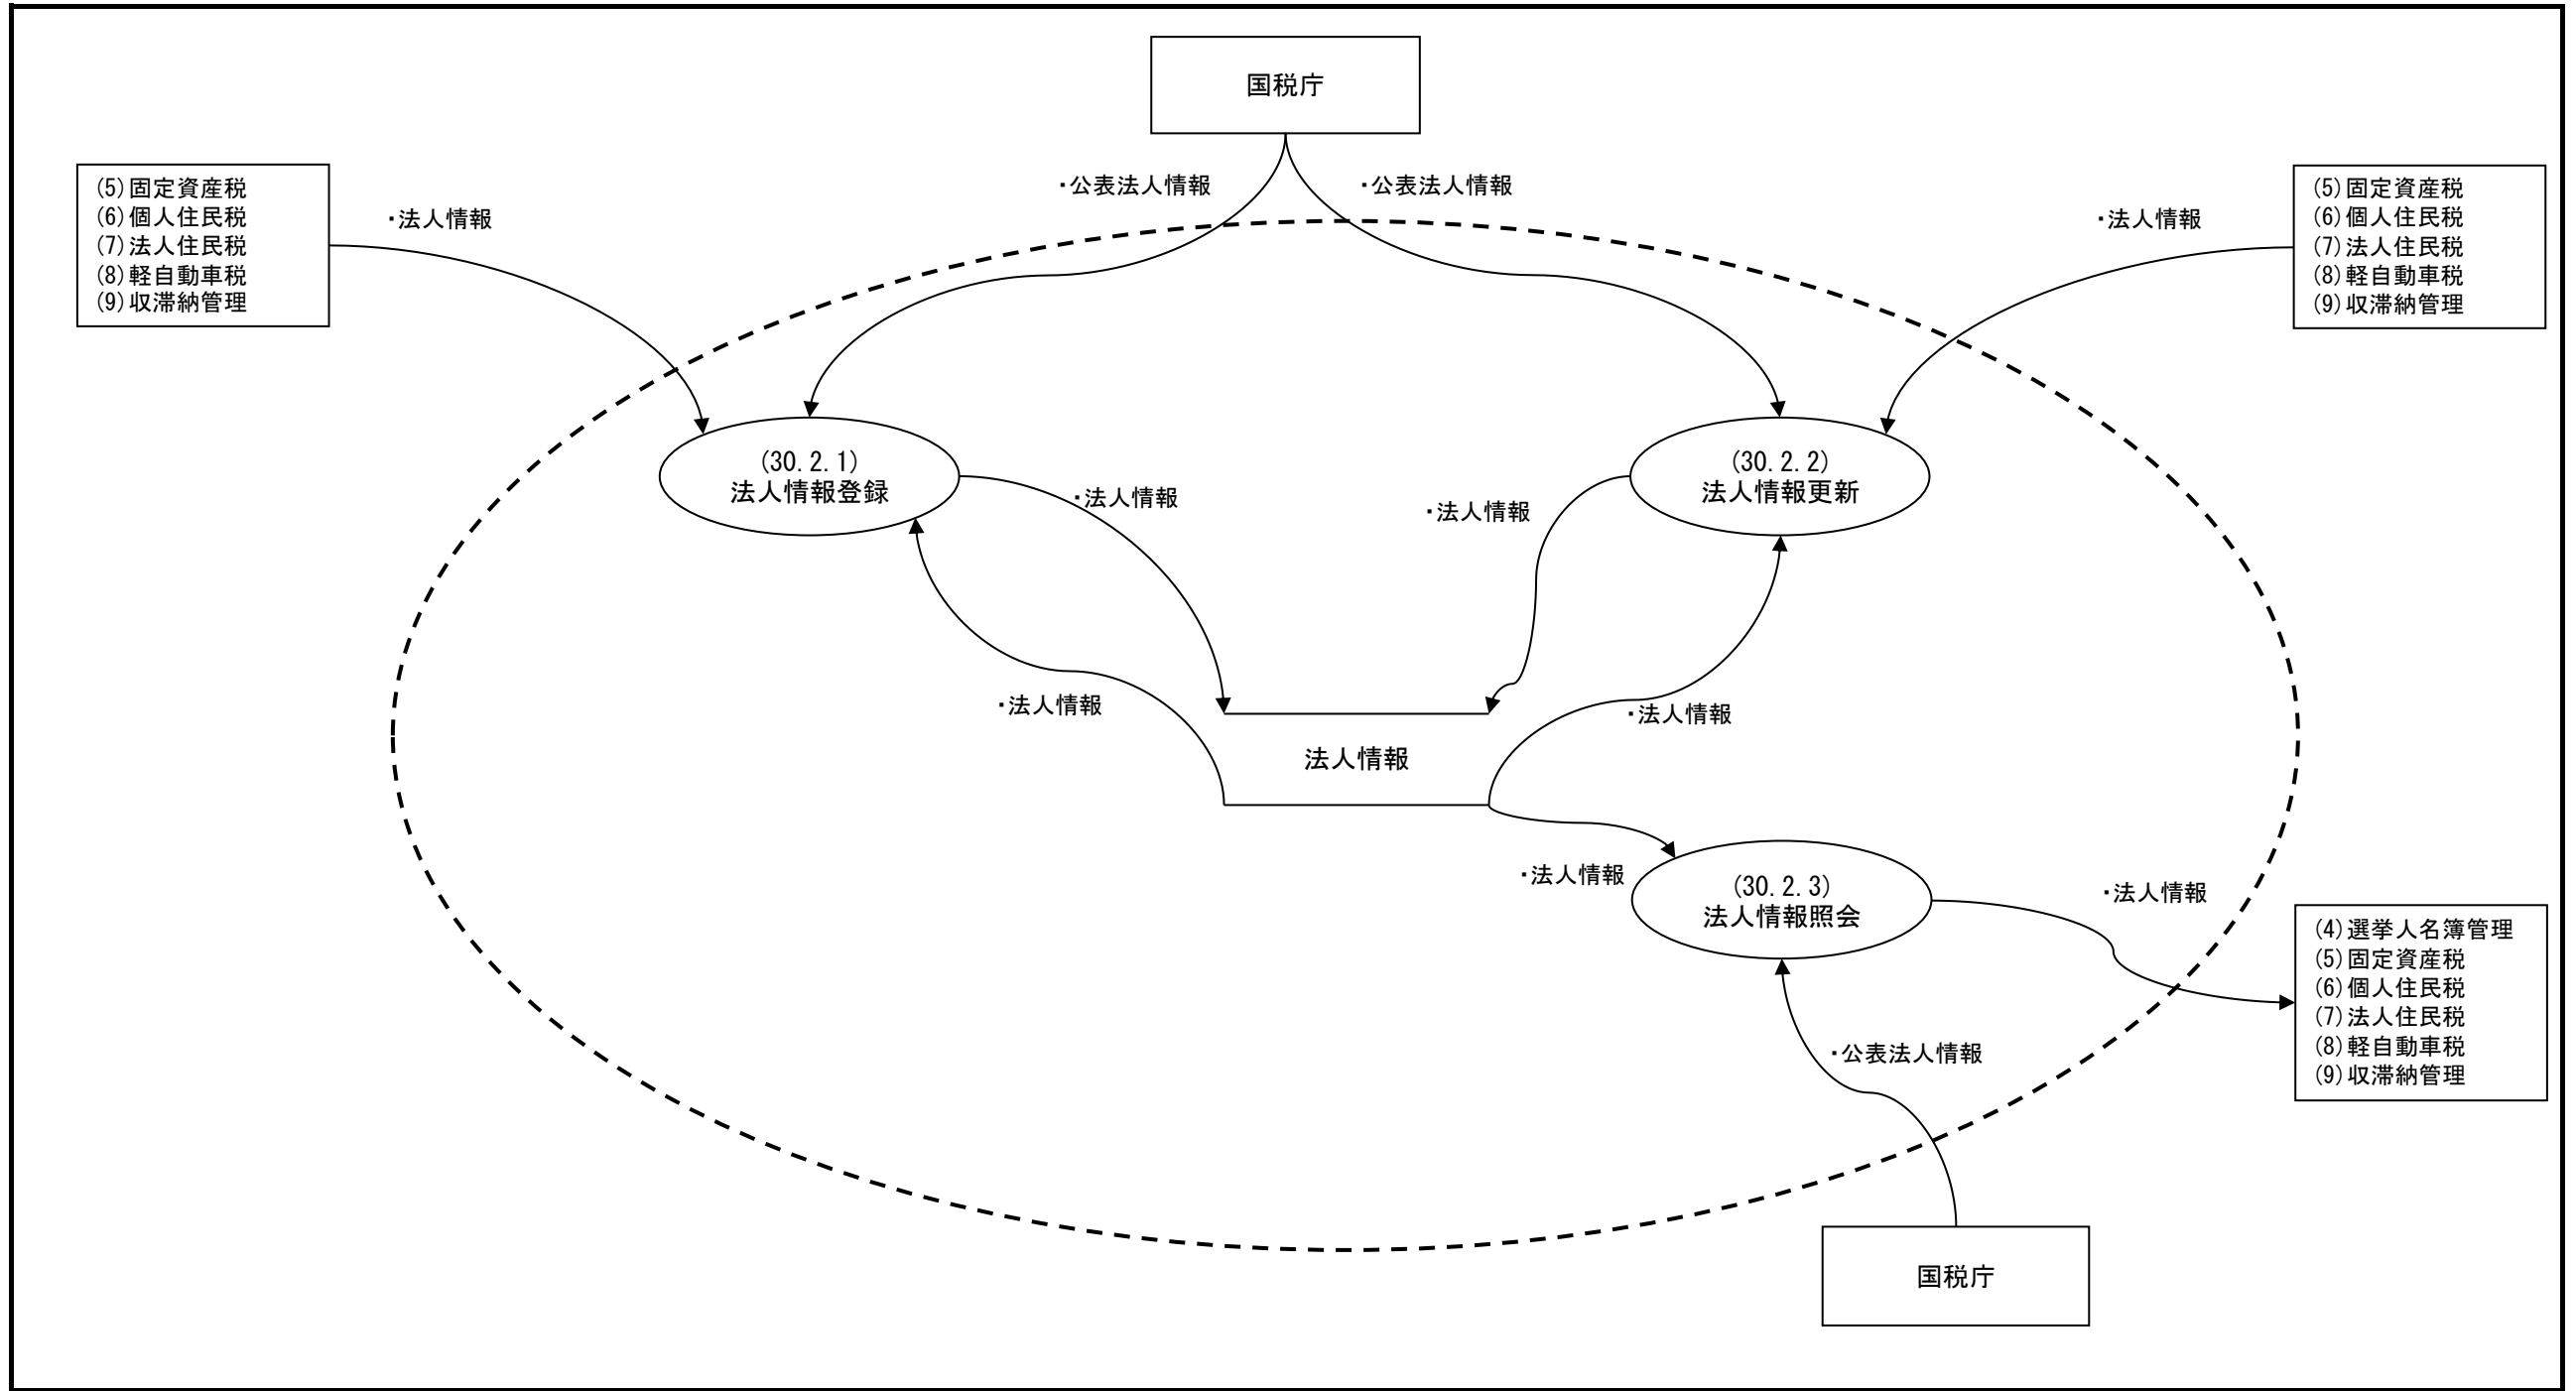 国税庁
・公表法人情報
・公表法人情報
(5)固定資産税
(6)個人住民税
(7)法人住民税
(8)軽自動車税
(9)収滞納管理
・法人情報
・法人情報
(5)固定資産税
(6)個人住民税
(7)法人住民税
(8)軽自動車税
(9)収滞納管理
(30.2.1)
法人情報登録
・法人情報
・法人情報
(30.2.2)
法人情報更新
・法人情報
・法人情報
法人情報
・法人情報
(30.2.3)
法人情報照会
・法人情報
(4)選挙人名簿管理
(5)固定資産税
(6)個人住民税
(7)法人住民税
(8)軽自動車税
(9)収滞納管理
・公表法人情報
国税庁